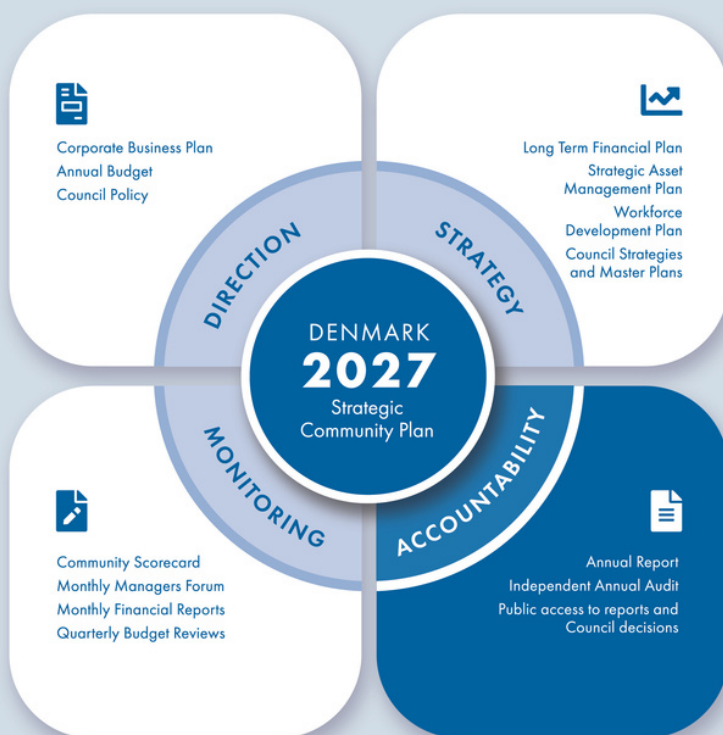 Corporate Business Plan
Annual Budget
Council Policy
DIRECTION
Long Term Financial Plan
Strategic Asset
Management Plan
Workforce
Development Plan
Council Strategies
and Master Plans
STRATEGY
DENMARK
2027
Strategic
Community Plan
MONITORING
Community Scorecard
Monthly Managers Forum
Monthly Financial Reports
Quarterly Budget Reviews
ACCOUNTABILITY
Annual Report
Independent Annual Audit
Public access to reports and
Council decisions